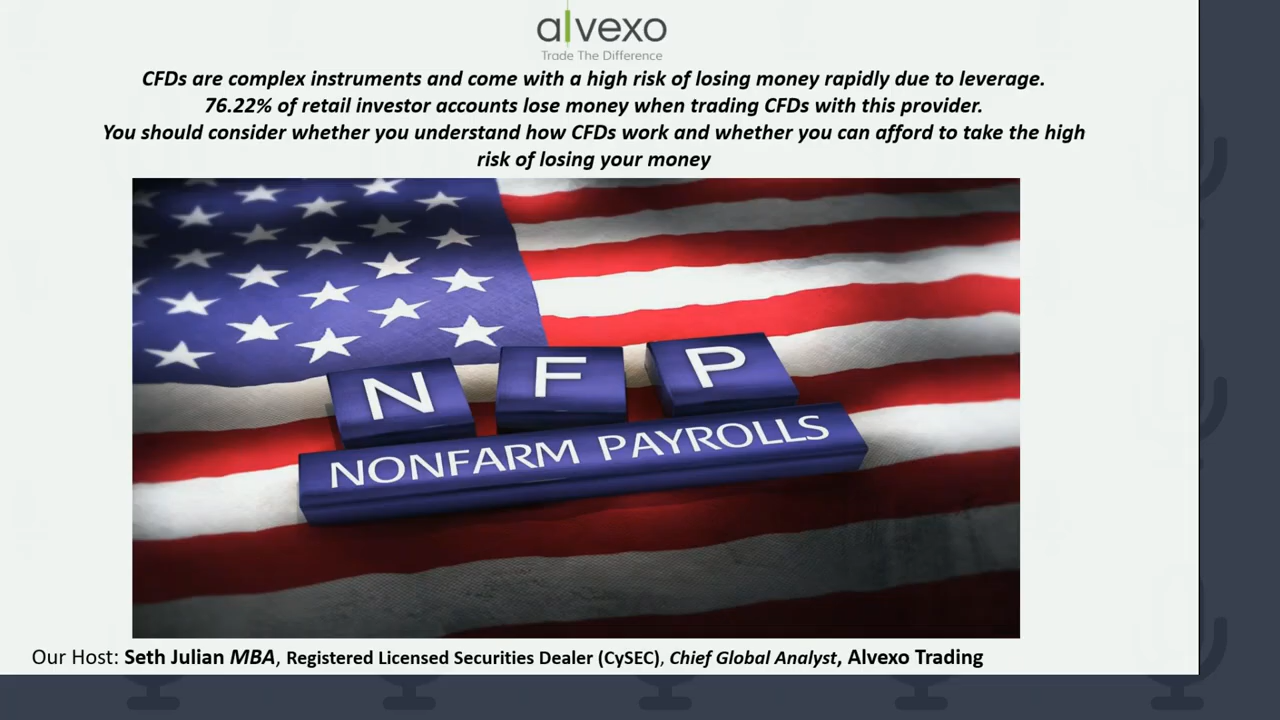 alvexo
Trade The Difference
CFDs are complex instruments and come with a high risk of losing money rapidly due to leverage.
76.22% of retail investor accounts lose money when trading CFDs with this provider.
You should consider whether you understand how CFDs work and whether you can afford to take the high
risk of losing your money
N F P
NONFARM PAYROLLS
Our Host: Seth Julian MBA, Registered Licensed Securities Dealer (CySEC), Chief Global Analyst, Alvexo Trading